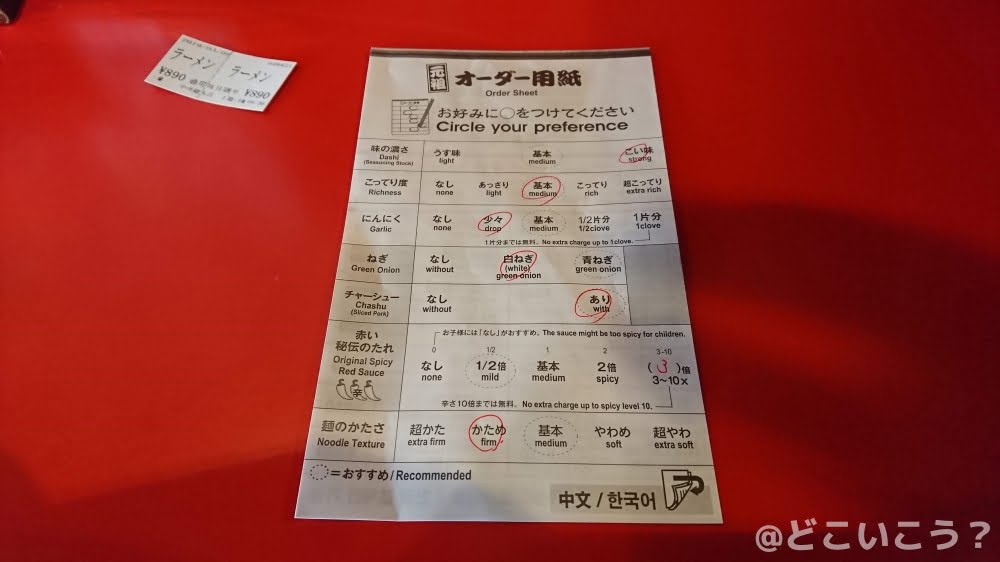 ラーメン
ラーメン
¥890
¥890
元祖
オーダー用紙
Order Sheet
お好みに○をつけてください
Circle your preference
味の濃さ
Dashi
(Seasoning Stock)
うす味 基本 こい味
light medium strong
こってり度
Richness
なし あっさり 基本 こってり 超こってり
none light medium rich extra rich
にんにく
Garlic
なし 少々 基本 1/2片分 1片分
none drop medium 1/2clove 1clove
1片分までは無料。No extra charge up to 1clove.
ねぎ
Green Onion
なし 白ねぎ 青ねぎ
without (white) green onion green onion
チャーシュー
Chashu
(Sliced Pork)
なし あり
without with
赤い
秘伝のたれ
Original Spicy
Red Sauce
辛
お子様には「なし」がおすすめ。The sauce might be too spicy for children.
0 1/2 1 2 3-10
なし 1/2倍 基本 2倍 (3)倍
none mild medium spicy 3~10x
辛さ10倍までは無料。No extra charge up to spicy level 10.
麺のかたさ
Noodle Texture
超かた かため 基本 やわめ 超やわ
extra firm firm medium soft extra soft
=おすすめ/Recommended
中文/한국어
@どこいこう?